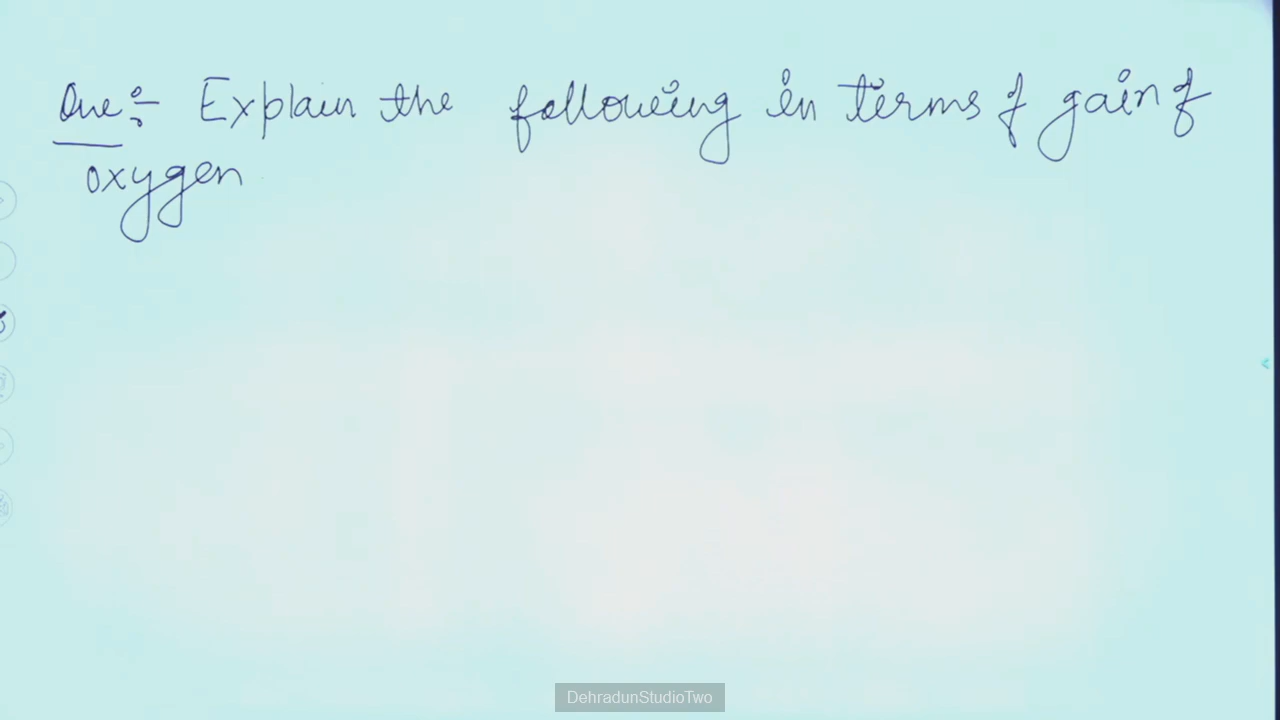 Que:- Explain the following in terms of gain of
oxygen
DehradunStudioTwo